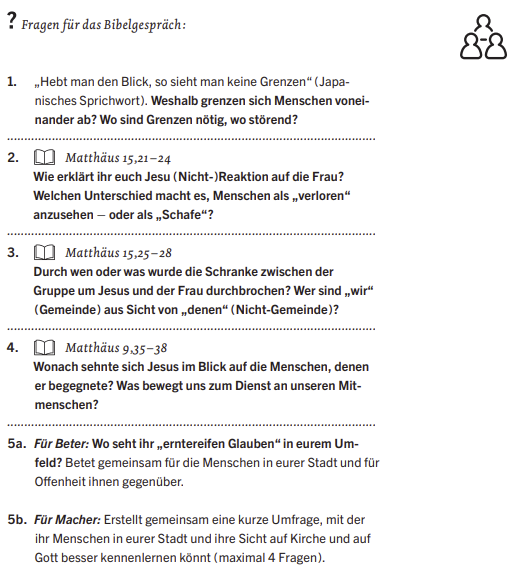 ? Fragen für das Bibelgespräch:
1. „Hebt man den Blick, so sieht man keine Grenzen“ (Japa-
nisches Sprichwort). Weshalb grenzen sich Menschen vonei-
nander ab? Wo sind Grenzen nötig, wo störend?
2. Matthäus 15,21–24
Wie erklärt ihr euch Jesu (Nicht-)Reaktion auf die Frau?
Welchen Unterschied macht es, Menschen als „verloren“
anzusehen – oder als „Schafe“?
3. Matthäus 15,25–28
Durch wen oder was wurde die Schranke zwischen der
Gruppe um Jesus und der Frau durchbrochen? Wer sind „wir“
(Gemeinde) aus Sicht von „denen“ (Nicht-Gemeinde)?
4. Matthäus 9,35–38
Wonach sehnte sich Jesus im Blick auf die Menschen, denen
er begegnete? Was bewegt uns zum Dienst an unseren Mit-
menschen?
5a. Für Beter: Wo seht ihr „erntereifen Glauben“ in eurem Um-
feld? Betet gemeinsam für die Menschen in eurer Stadt und für
Offenheit ihnen gegenüber.
5b. Für Macher: Erstellt gemeinsam eine kurze Umfrage, mit der
ihr Menschen in eurer Stadt und ihre Sicht auf Kirche und auf
Gott besser kennenlernen könnt (maximal 4 Fragen).